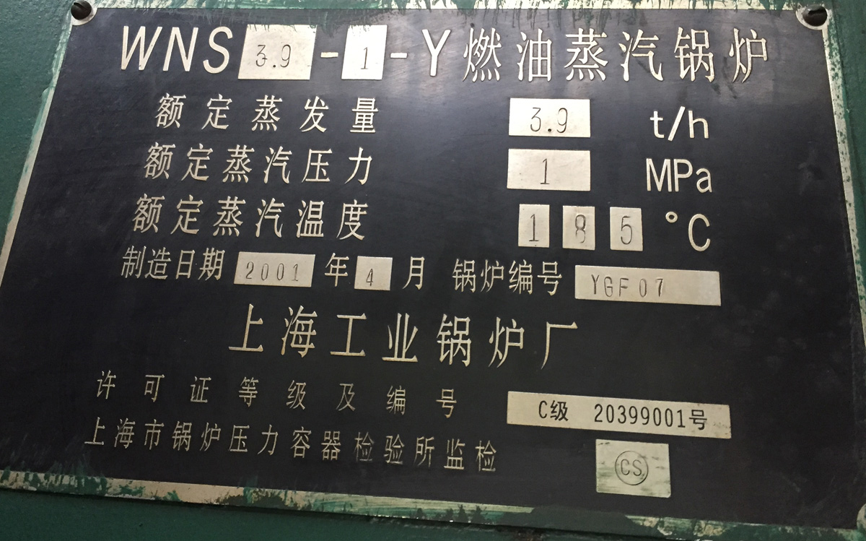 WNS 3.9-1-Y 燃油蒸汽锅炉
额定蒸发量 3.9 t/h
额定蒸汽压力 1 MPa
额定蒸汽温度 185 °C
制造日期 2001 年 4 月 锅炉编号 YGF07
上海工业锅炉厂
许可证等级及编号 C级 20399001号
上海市锅炉压力容器检验所监检 CS